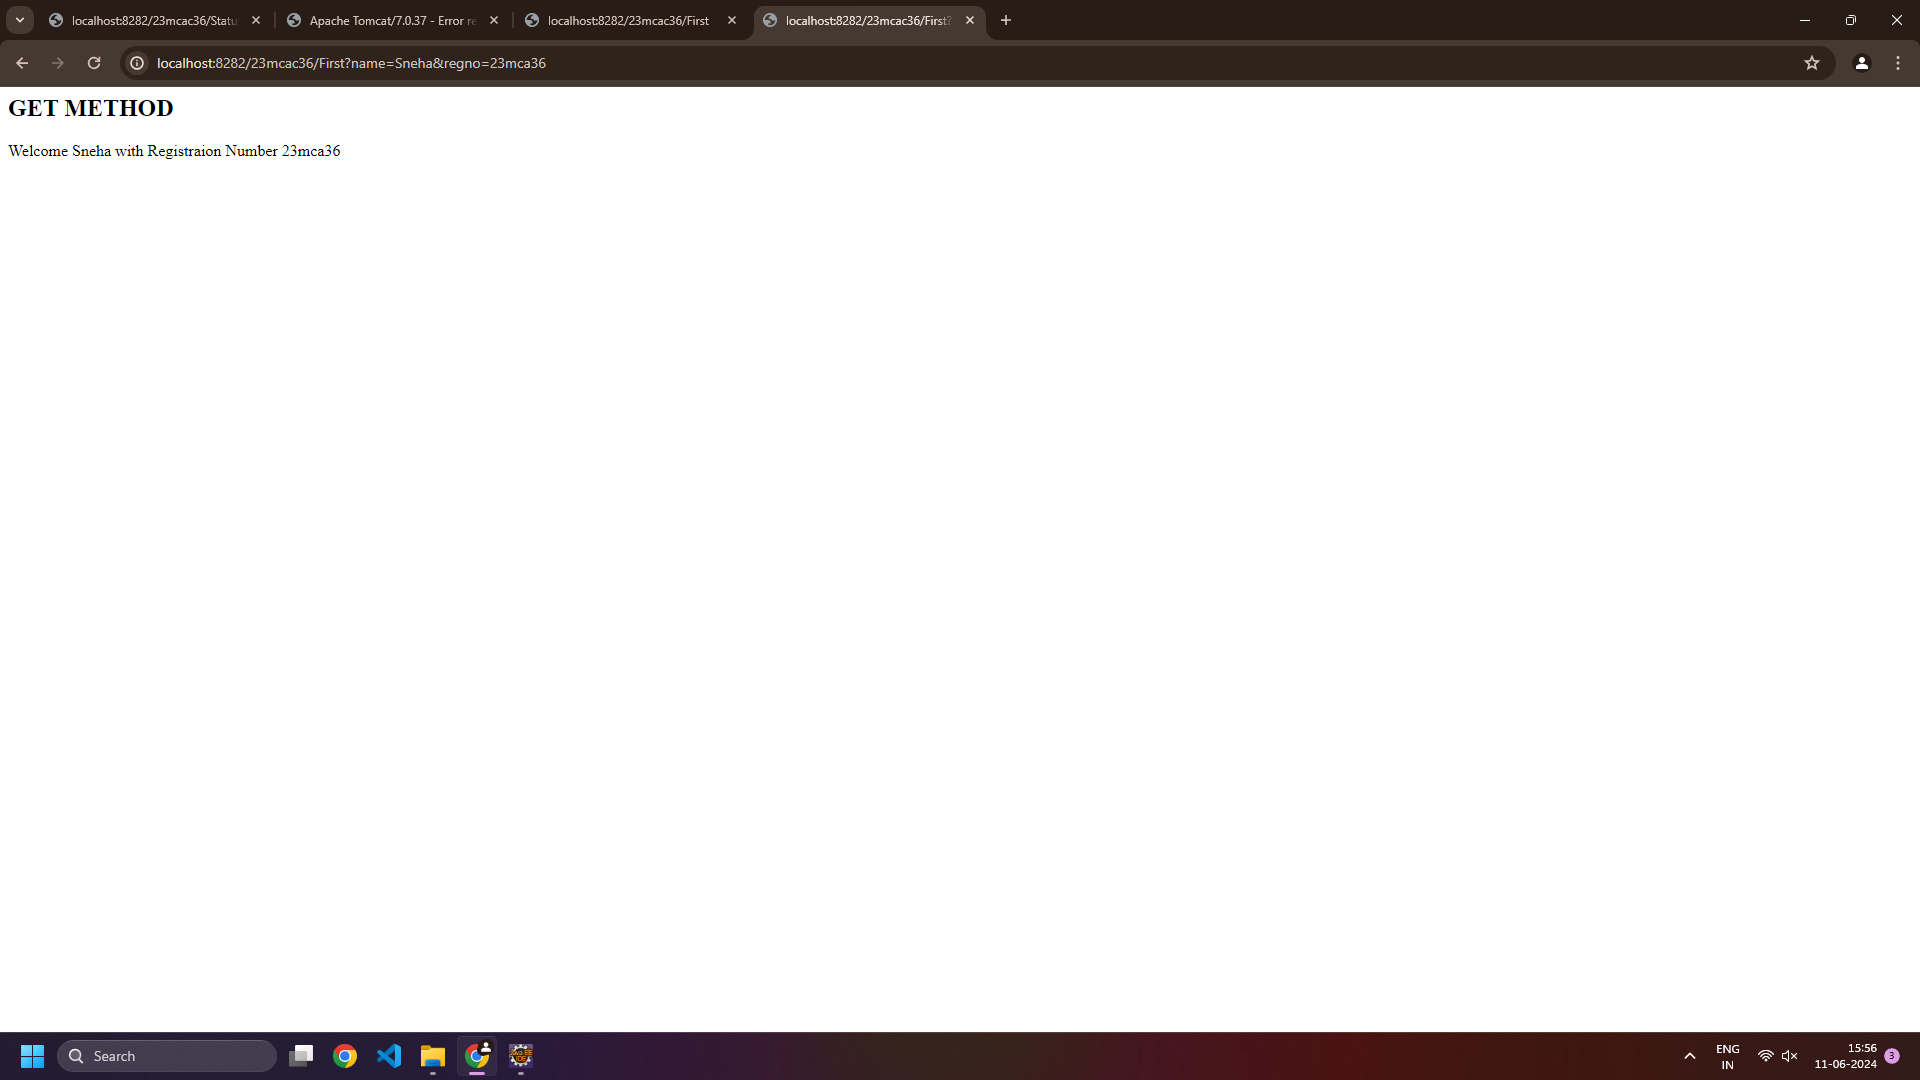 localhost:8282/23mcac36/Statu
Apache Tomcat/7.0.37 - Error re
localhost:8282/23mcac36/First
localhost:8282/23mcac36/First?
localhost:8282/23mcac36/First?name=Sneha&regno=23mca36
GET METHOD
Welcome Sneha with Registraion Number 23mca36
Search
ENG
IN
15:56
11-06-2024
3